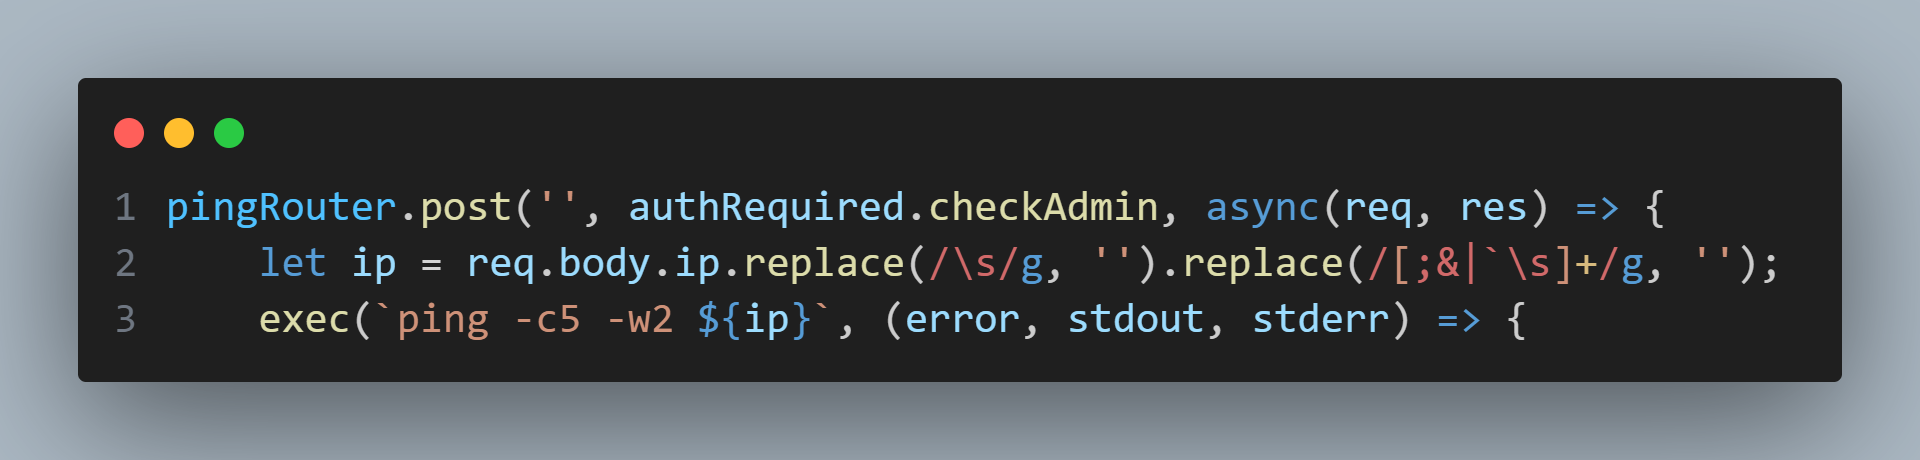 1 pingRouter.post('', authRequired.checkAdmin, async(req, res) => {
2     let ip = req.body.ip.replace(/\s/g, '').replace(/[;&|`\s]+/g, '');
3     exec(`ping -c5 -w2 ${ip}`, (error, stdout, stderr) => {